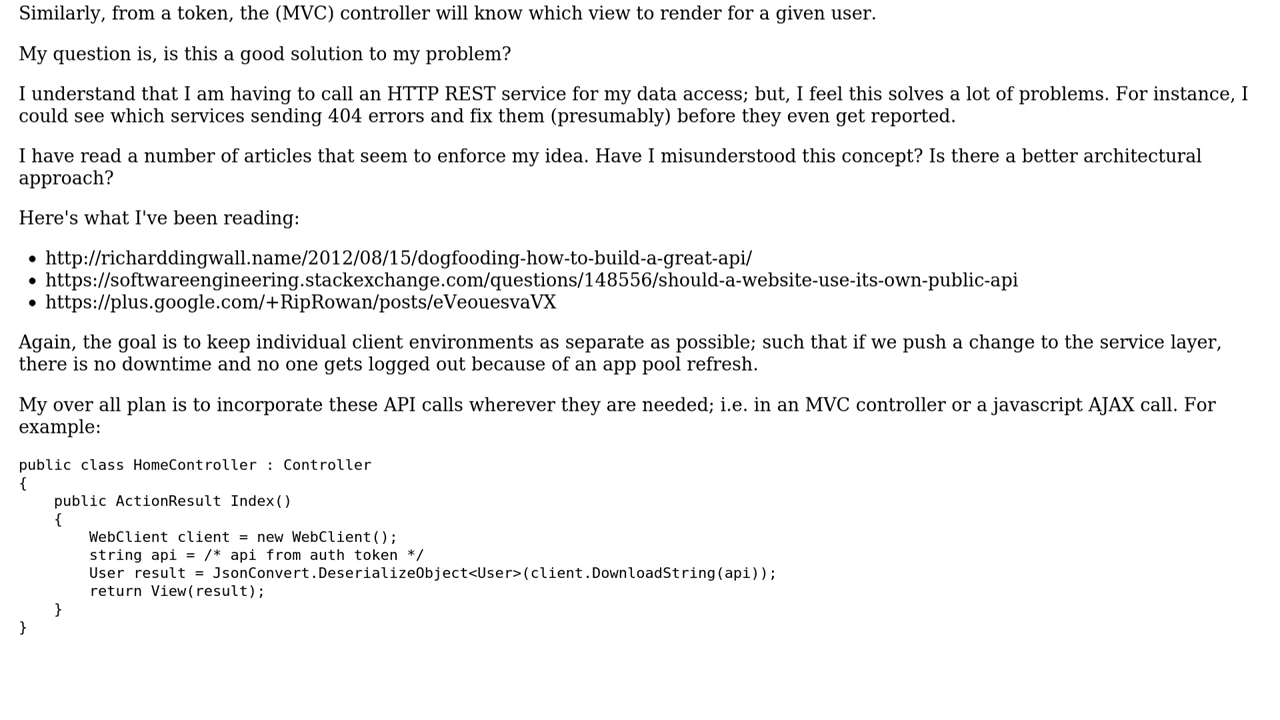 Similarly, from a token, the (MVC) controller will know which view to render for a given user.
My question is, is this a good solution to my problem?
I understand that I am having to call an HTTP REST service for my data access; but, I feel this solves a lot of problems. For instance, I
could see which services sending 404 errors and fix them (presumably) before they even get reported.
I have read a number of articles that seem to enforce my idea. Have I misunderstood this concept? Is there a better architectural
approach?
Here's what I've been reading:
• http://richarddingwall.name/2012/08/15/dogfooding-how-to-build-a-great-api/
• https://softwareengineering.stackexchange.com/questions/148556/should-a-website-use-its-own-public-api
• https://plus.google.com/+RipRowan/posts/eVeouesvaVX
Again, the goal is to keep individual client environments as separate as possible; such that if we push a change to the service layer,
there is no downtime and no one gets logged out because of an app pool refresh.
My over all plan is to incorporate these API calls wherever they are needed; i.e. in an MVC controller or a javascript AJAX call. For
example:
public class HomeController : Controller
{
    public ActionResult Index()
    {
        WebClient client = new WebClient();
        string api = /* api from auth token */
        User result = JsonConvert.DeserializeObject<User>(client.DownloadString(api));
        return View(result);
    }
}